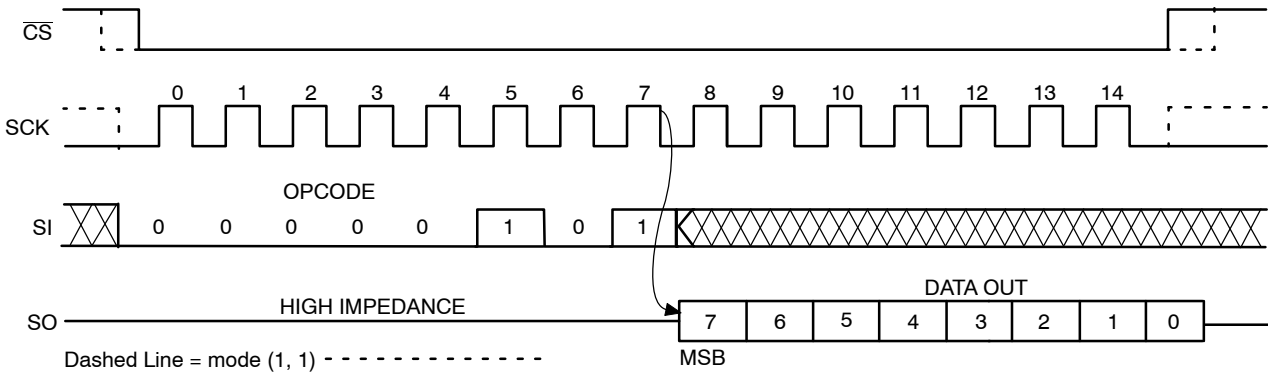 C̅S̅
0 1 2 3 4 5 6 7 8 9 10 11 12 13 14
SCK
OPCODE
SI 0 0 0 0 0 1 0 1
DATA OUT
HIGH IMPEDANCE
SO 7 6 5 4 3 2 1 0
Dashed Line = mode (1, 1) - - - - - - - - - - - -
MSB